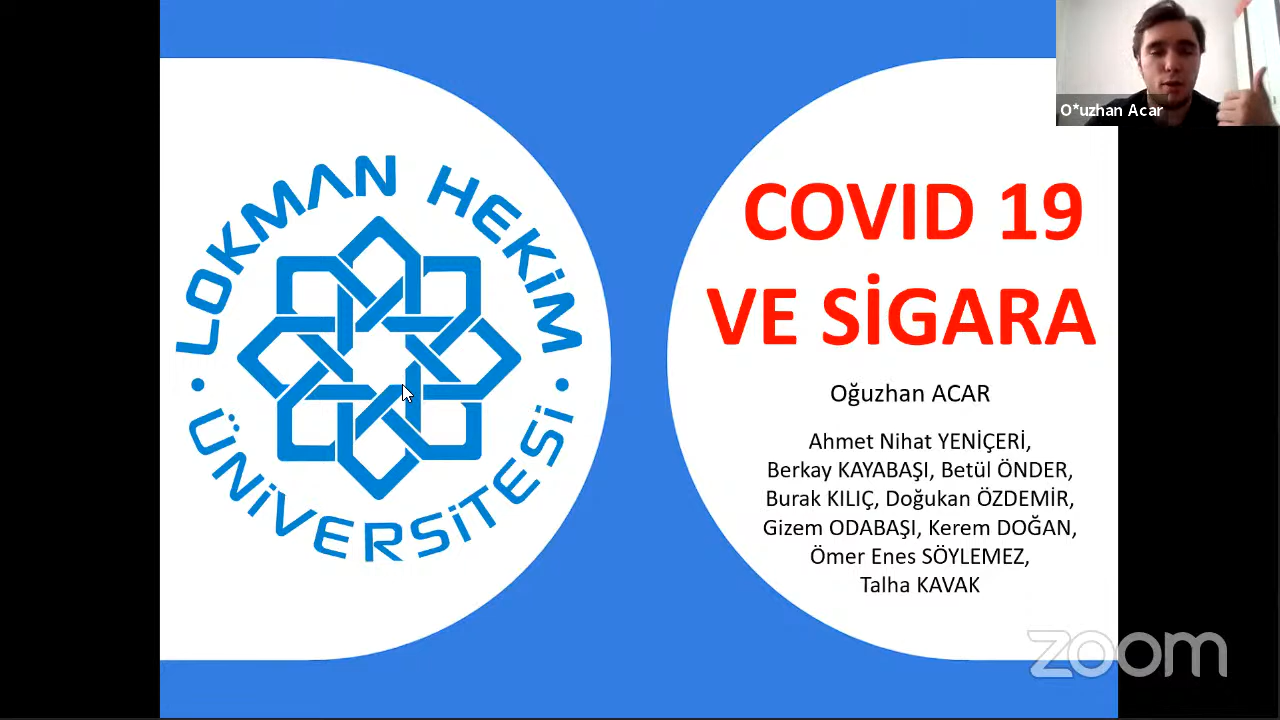 LOKMAN HEKİM
ÜNİVERSİTESİ
O*uzhan Acar
COVID 19
VE SİGARA
Oğuzhan ACAR
Ahmet Nihat YENİÇERİ,
Berkay KAYABAŞI, Betül ÖNDER,
Burak KILIÇ, Doğukan ÖZDEMİR,
Gizem ODABAŞI, Kerem DOĞAN,
Ömer Enes SÖYLEMEZ,
Talha KAVAK
zoom